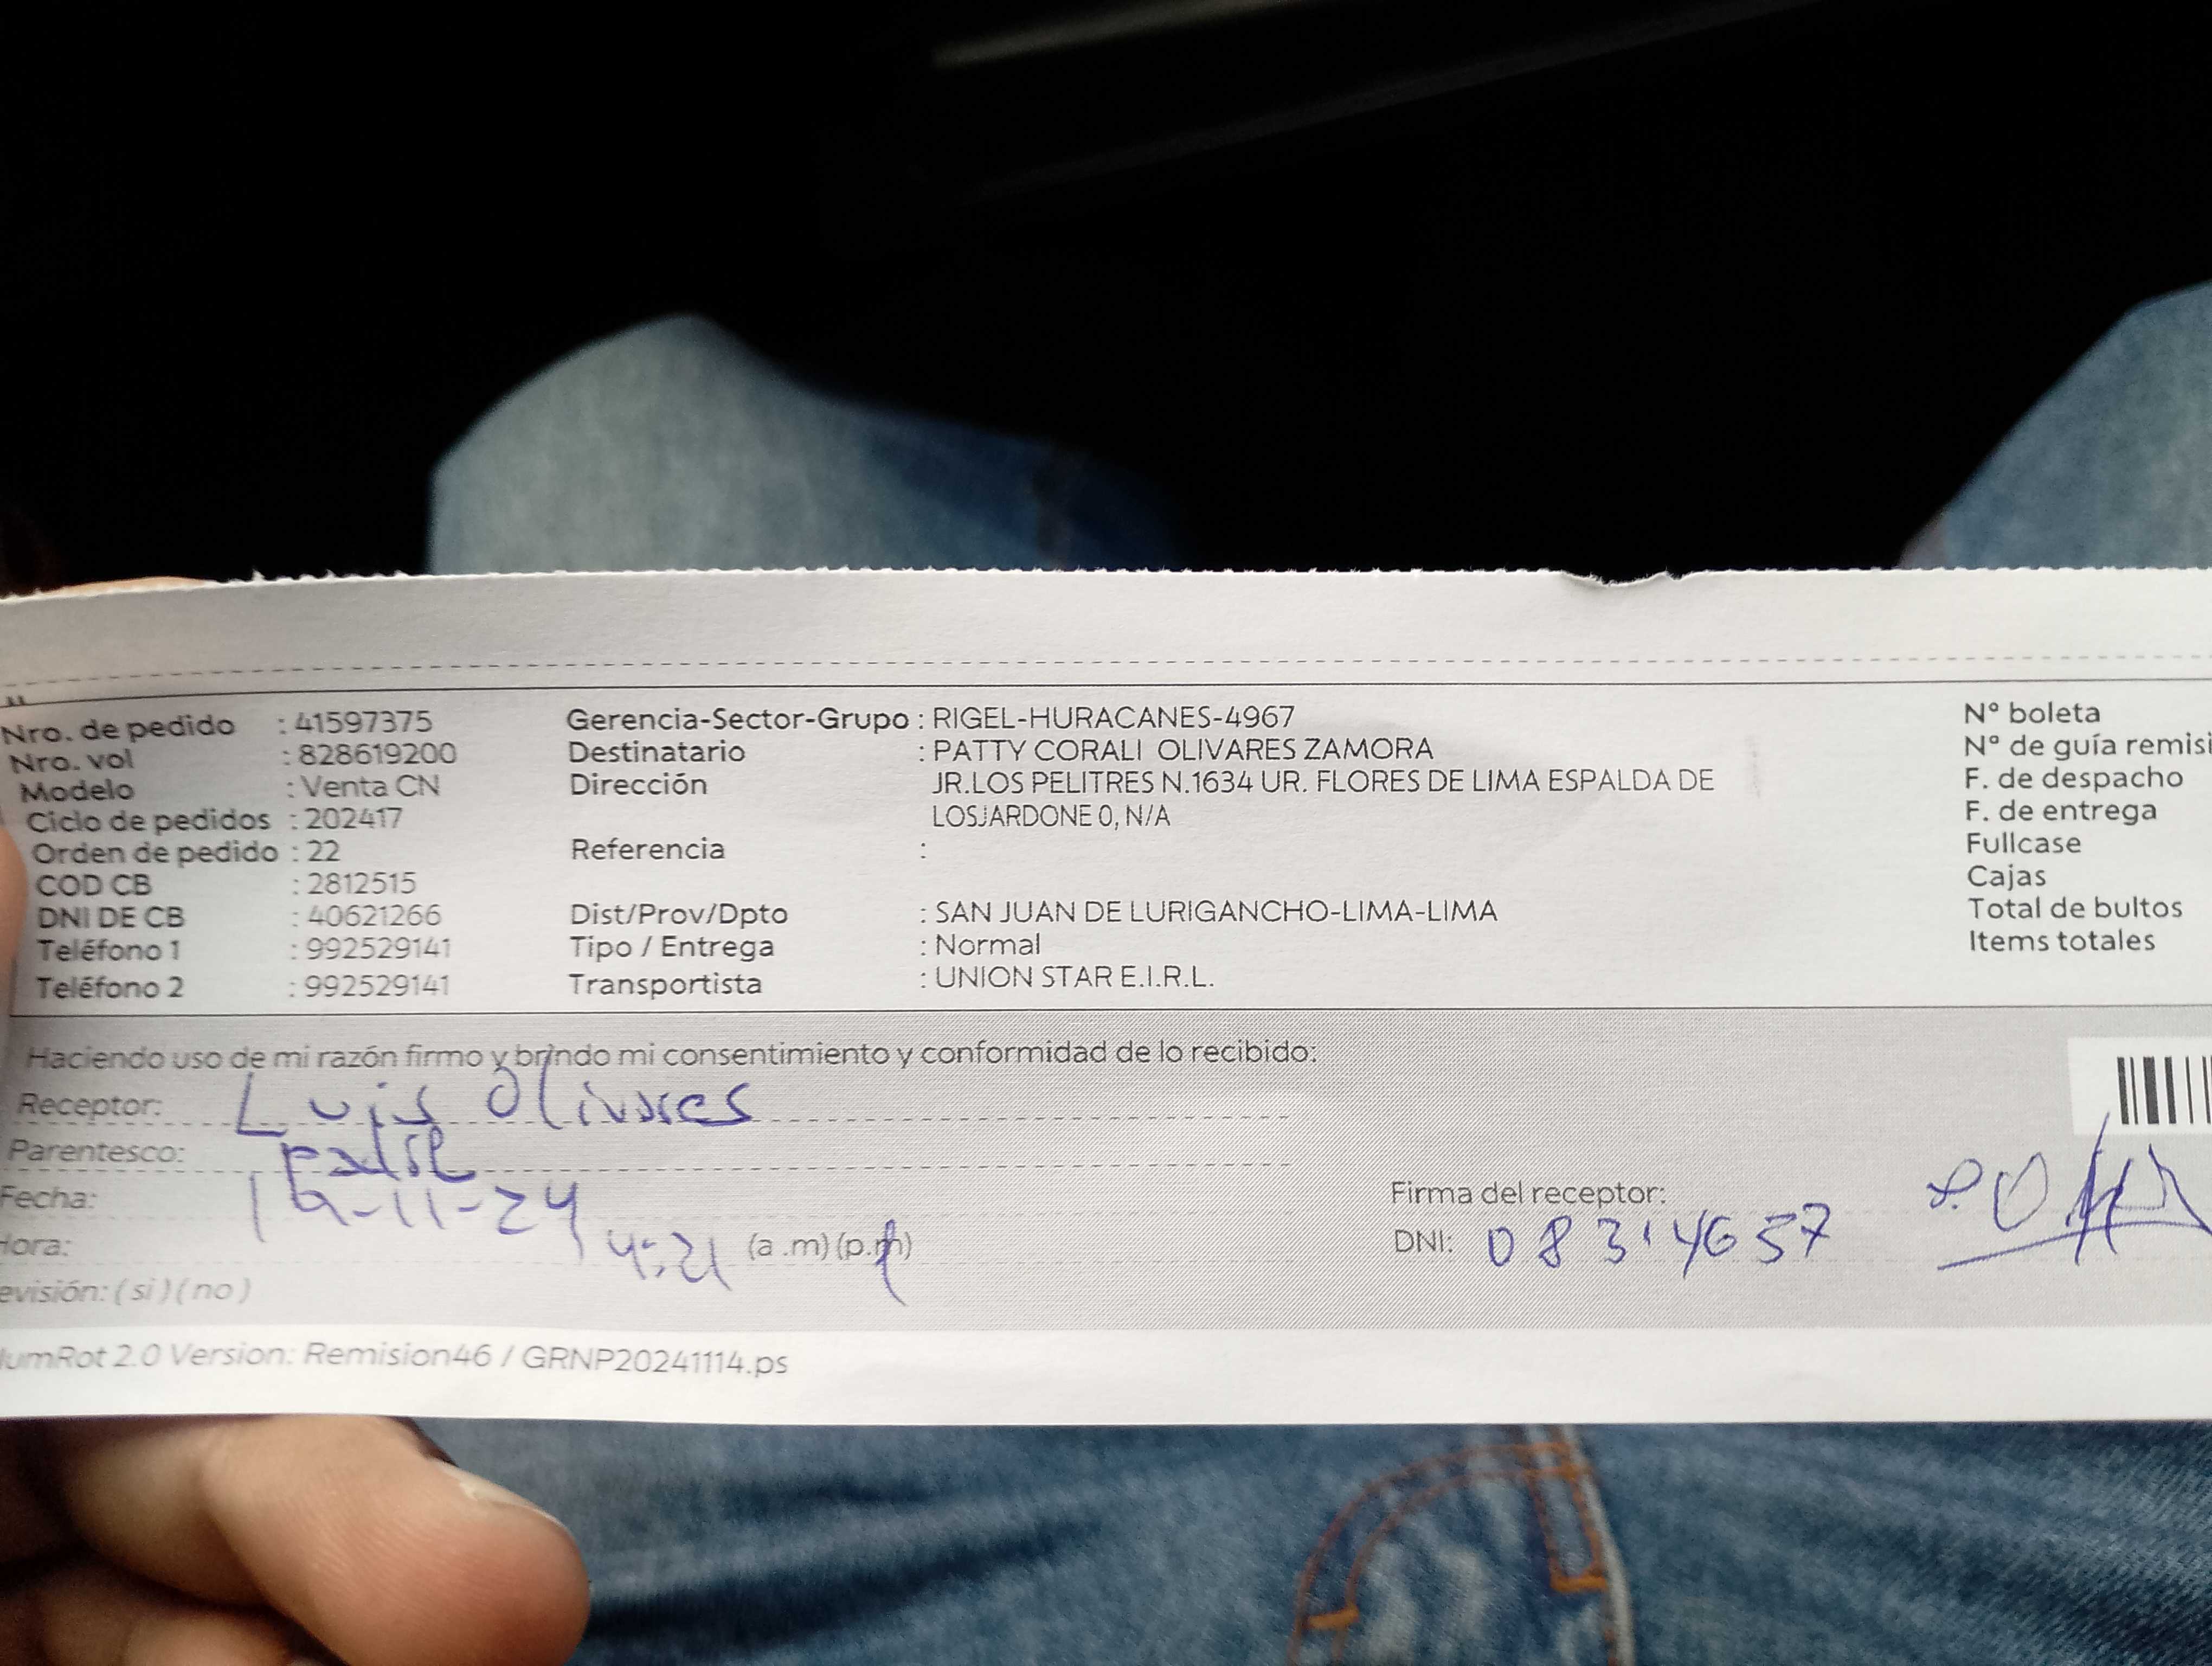 Nro. de pedido : 41597375 Gerencia-Sector-Grupo : RIGEL-HURACANES-4967 N° boleta
Nro. vol : 828619200 Destinatario : PATTY CORALI OLIVARES ZAMORA N° de guía remisi
Modelo : Venta CN Dirección JR.LOS PELITRES N.1634 UR. FLORES DE LIMA ESPALDA DE F. de despacho
Ciclo de pedidos : 202417 LOSJARDONE 0, N/A F. de entrega
Orden de pedido : 22 Referencia : Fullcase
COD CB : 2812515 Cajas
DNI DE CB : 40621266 Dist/Prov/Dpto : SAN JUAN DE LURIGANCHO-LIMA-LIMA Total de bultos
Teléfono 1 : 992529141 Tipo / Entrega : Normal Items totales
Teléfono 2 : 992529141 Transportista : UNION STAR E.I.R.L.
Haciendo uso de mi razón firmo y brindo mi consentimiento y conformidad de lo recibido:
Receptor: Luis Olivares
Parentesco: Padre
Fecha: 19-11-24 Firma del receptor:
Hora: 4:21 (a .m) (p.m) DNI: 08314657
evisión: ( si ) ( no )
umRot 2.0 Version: Remision46 / GRNP20241114.ps